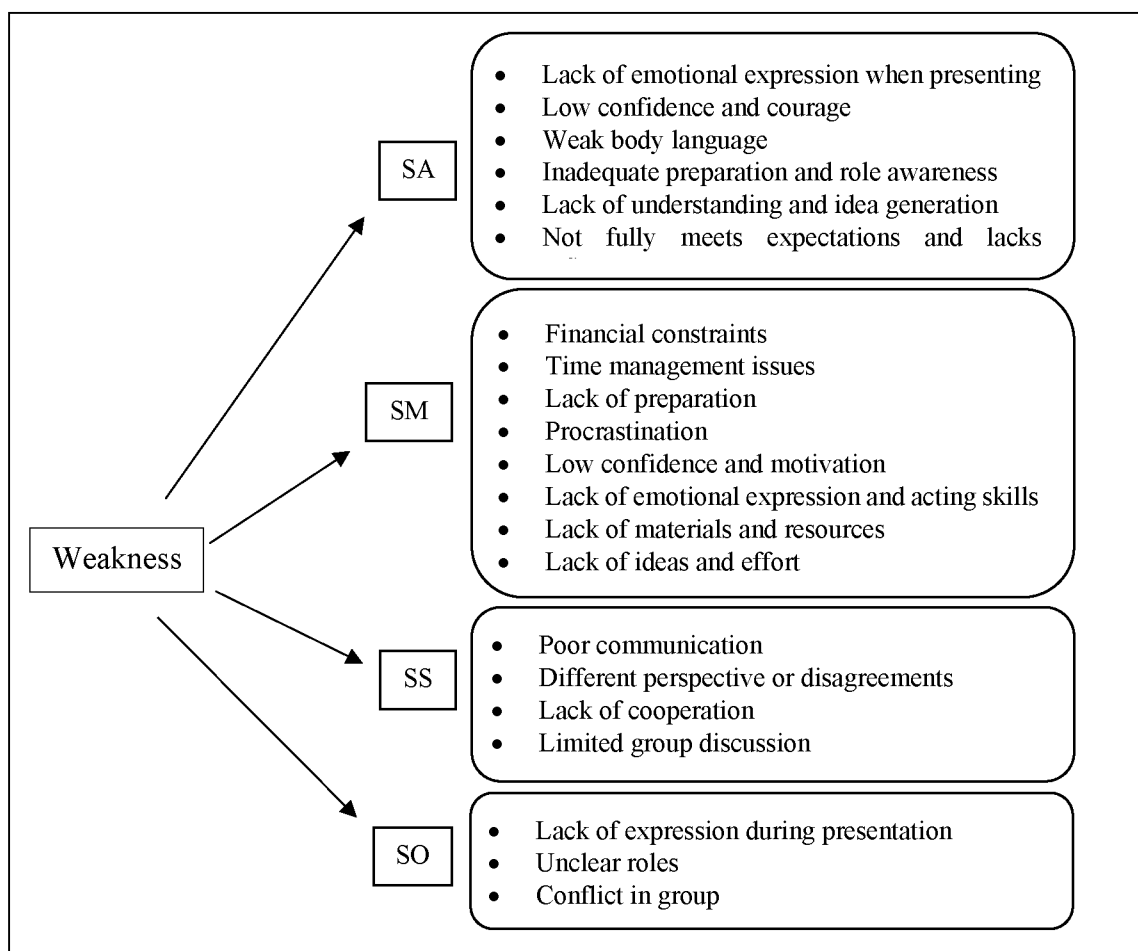 SA
• Lack of emotional expression when presenting
• Low confidence and courage
• Weak body language
• Inadequate preparation and role awareness
• Lack of understanding and idea generation
• Not fully meets expectations and lacks
SM
• Financial constraints
• Time management issues
• Lack of preparation
• Procrastination
• Low confidence and motivation
• Lack of emotional expression and acting skills
• Lack of materials and resources
• Lack of ideas and effort
Weakness
SS
• Poor communication
• Different perspective or disagreements
• Lack of cooperation
• Limited group discussion
SO
• Lack of expression during presentation
• Unclear roles
• Conflict in group